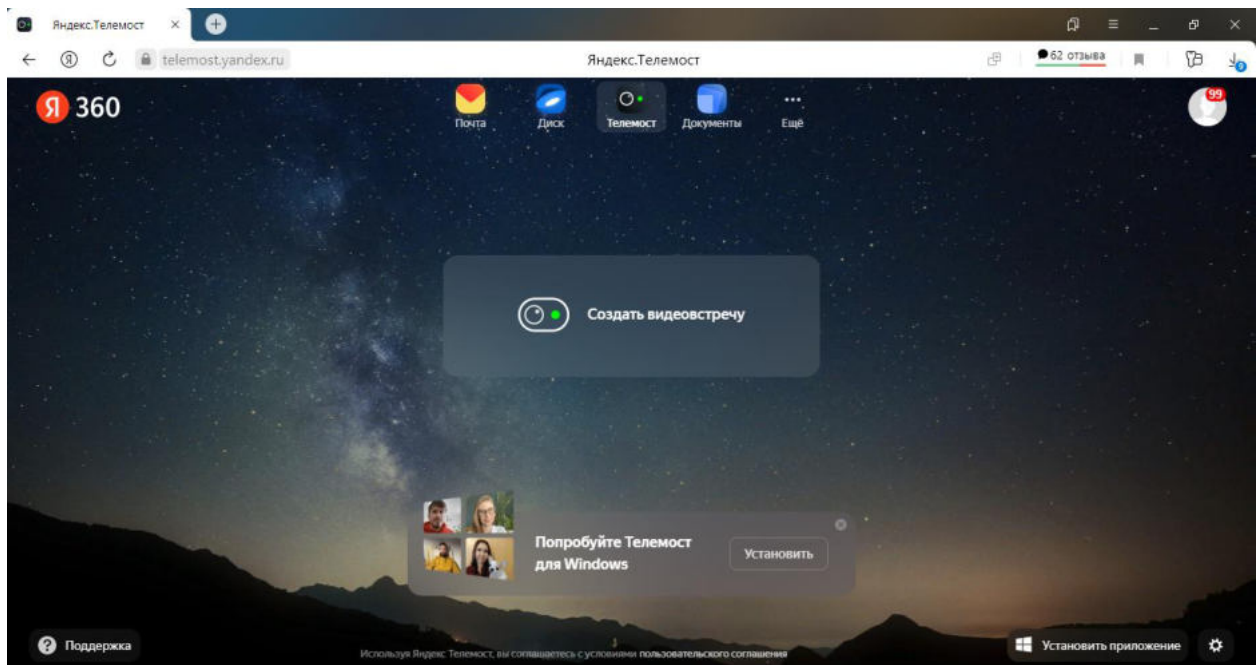 Яндекс.Телемост
telemost.yandex.ru
Яндекс.Телемост
62 отзыва
9
Я 360
Почта
Диск
Телемост
Документы
Ещё
99
Создать видеовстречу
Попробуйте Телемост
для Windows
Установить
Поддержка
Используя Яндекс Телемост, вы соглашаетесь с условиями пользовательского соглашения
Установить приложение